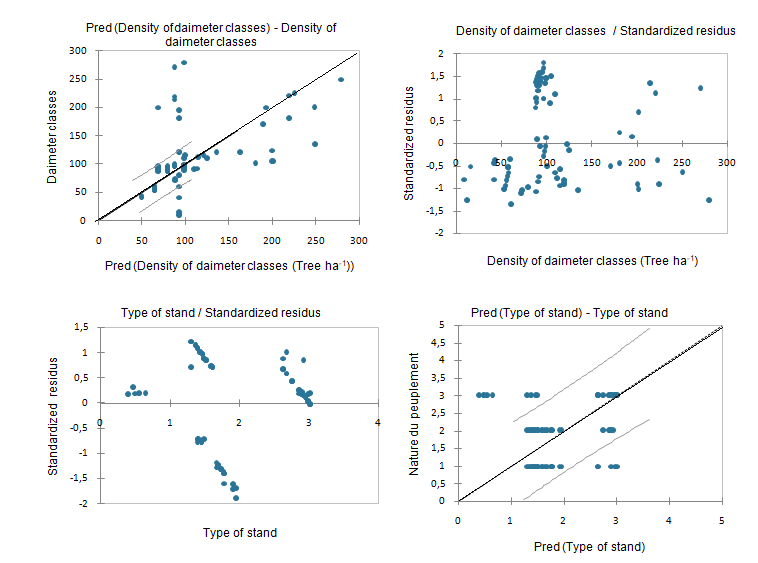 Pred (Density of daimeter classes) - Density of
daimeter classes
300
250
200
150
100
50
0
0 50 100 150 200 250 300
Daimeter classes
Pred (Density of daimeter classes (Tree ha-1))
Density of daimeter classes / Standardized residus
2
1,5
1
0,5
0
-0,5
-1
-1,5
-2
0 50 100 150 200 250 300
Standardized residus
Density of daimeter classes (Tree ha-1)
Type of stand / Standardized residus
1,5
1
0,5
0
-0,5
-1
-1,5
-2
0 1 2 3 4
Standardized residus
Type of stand
Pred (Type of stand) - Type of stand
5
4,5
4
3,5
3
2,5
2
1,5
1
0,5
0
0 1 2 3 4 5
Nature du peuplement
Pred (Type of stand)